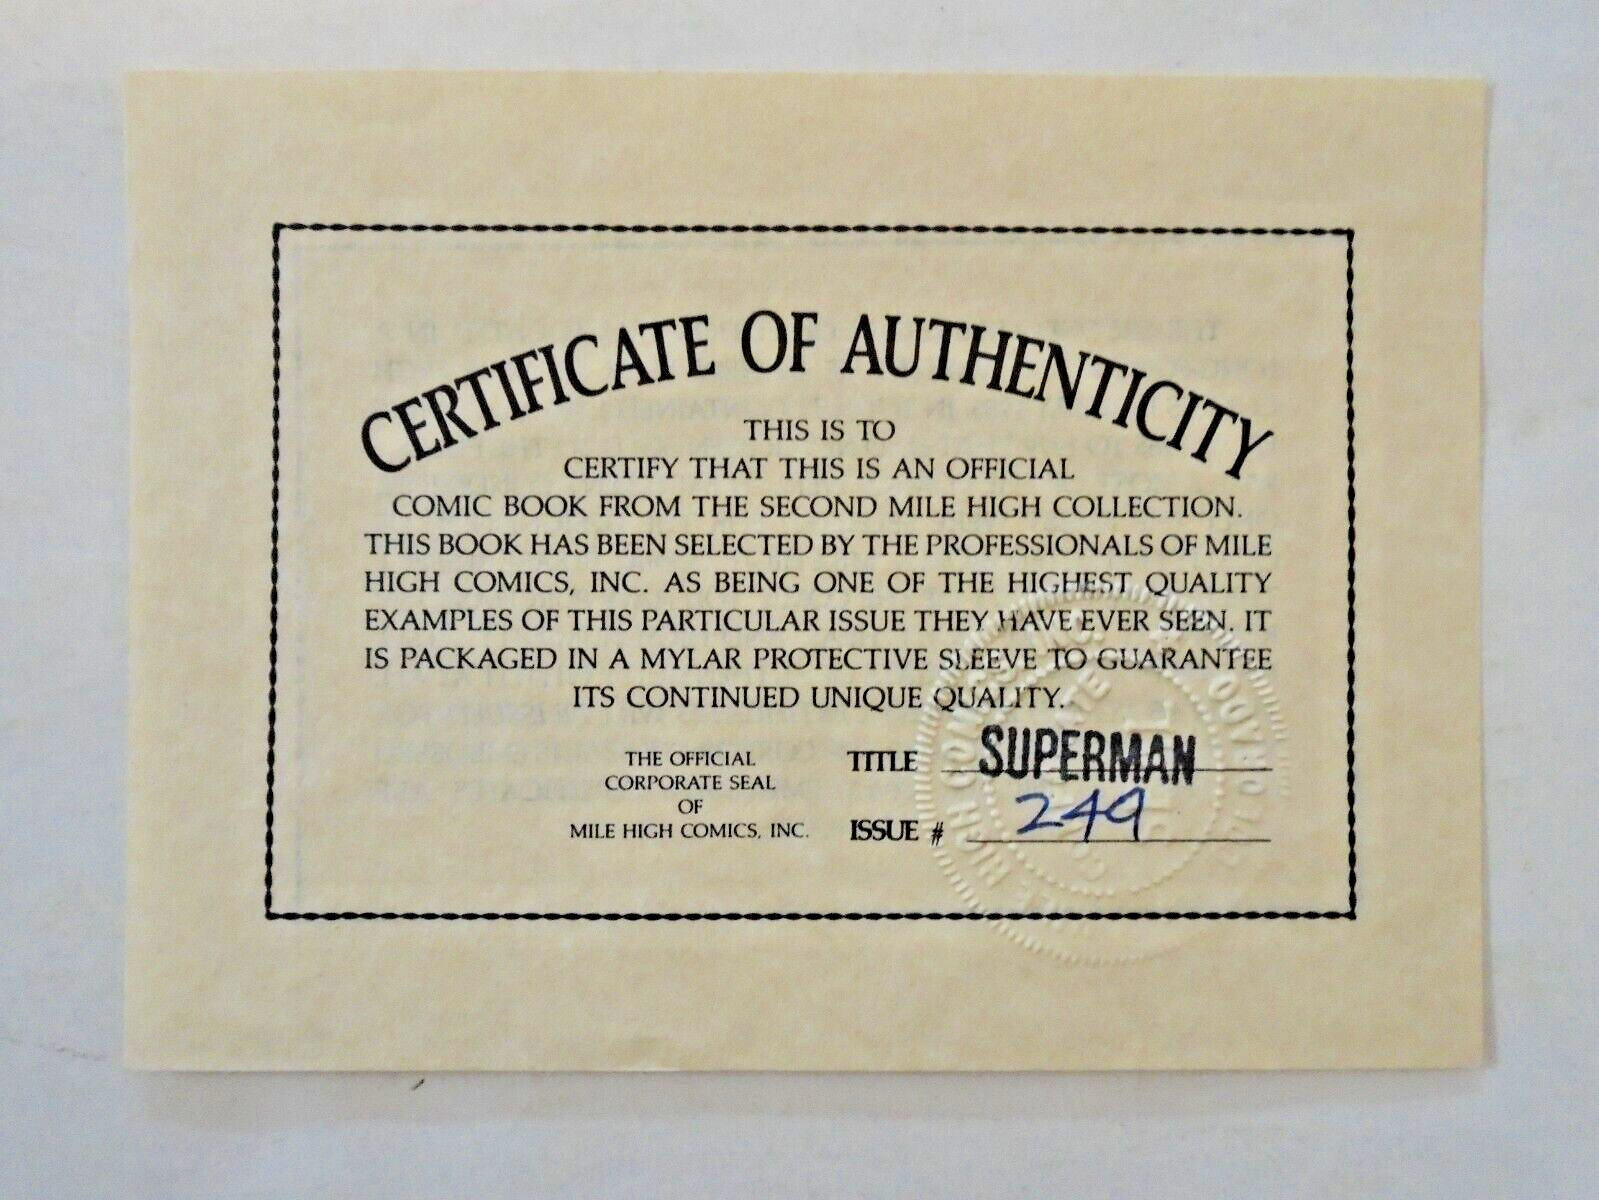 CERTIFICATE OF AUTHENTICITY
THIS IS TO
CERTIFY THAT THIS IS AN OFFICIAL
COMIC BOOK FROM THE SECOND MILE HIGH COLLECTION.
THIS BOOK HAS BEEN SELECTED BY THE PROFESSIONALS OF MILE
HIGH COMICS, INC. AS BEING ONE OF THE HIGHEST QUALITY
EXAMPLES OF THIS PARTICULAR ISSUE THEY HAVE EVER SEEN. IT
IS PACKAGED IN A MYLAR PROTECTIVE SLEEVE TO GUARANTEE
ITS CONTINUED UNIQUE QUALITY.
THE OFFICIAL
CORPORATE SEAL
OF
MILE HIGH COMICS, INC.
TITLE SUPERMAN
ISSUE # 249